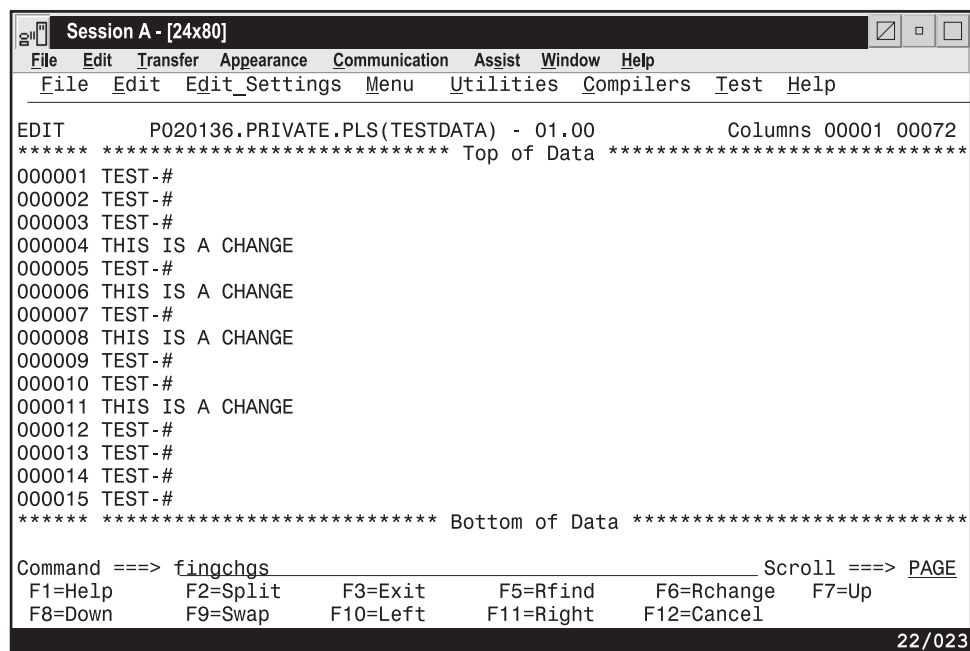 Session A - [24x80]
File Edit Transfer Appearance Communication Assist Window Help
File Edit Edit_Settings Menu Utilities Compilers Test Help
EDIT PO20136.PRIVATE.PLS(TESTDATA) - 01.00 Columns 00001 00072
****** ***************************** Top of Data ******************************
000001 TEST-#
000002 TEST-#
000003 TEST-#
000004 THIS IS A CHANGE
000005 TEST-#
000006 THIS IS A CHANGE
000007 TEST-#
000008 THIS IS A CHANGE
000009 TEST-#
000010 TEST-#
000011 THIS IS A CHANGE
000012 TEST-#
000013 TEST-#
000014 TEST-#
000015 TEST-#
****** **************************** Bottom of Data ****************************
Command ===> fingchgs Scroll ===> PAGE
F1=Help F2=Split F3=Exit F5=Rfind F6=Rchange F7=Up
F8=Down F9=Swap F10=Left F11=Right F12=Cancel
22/023